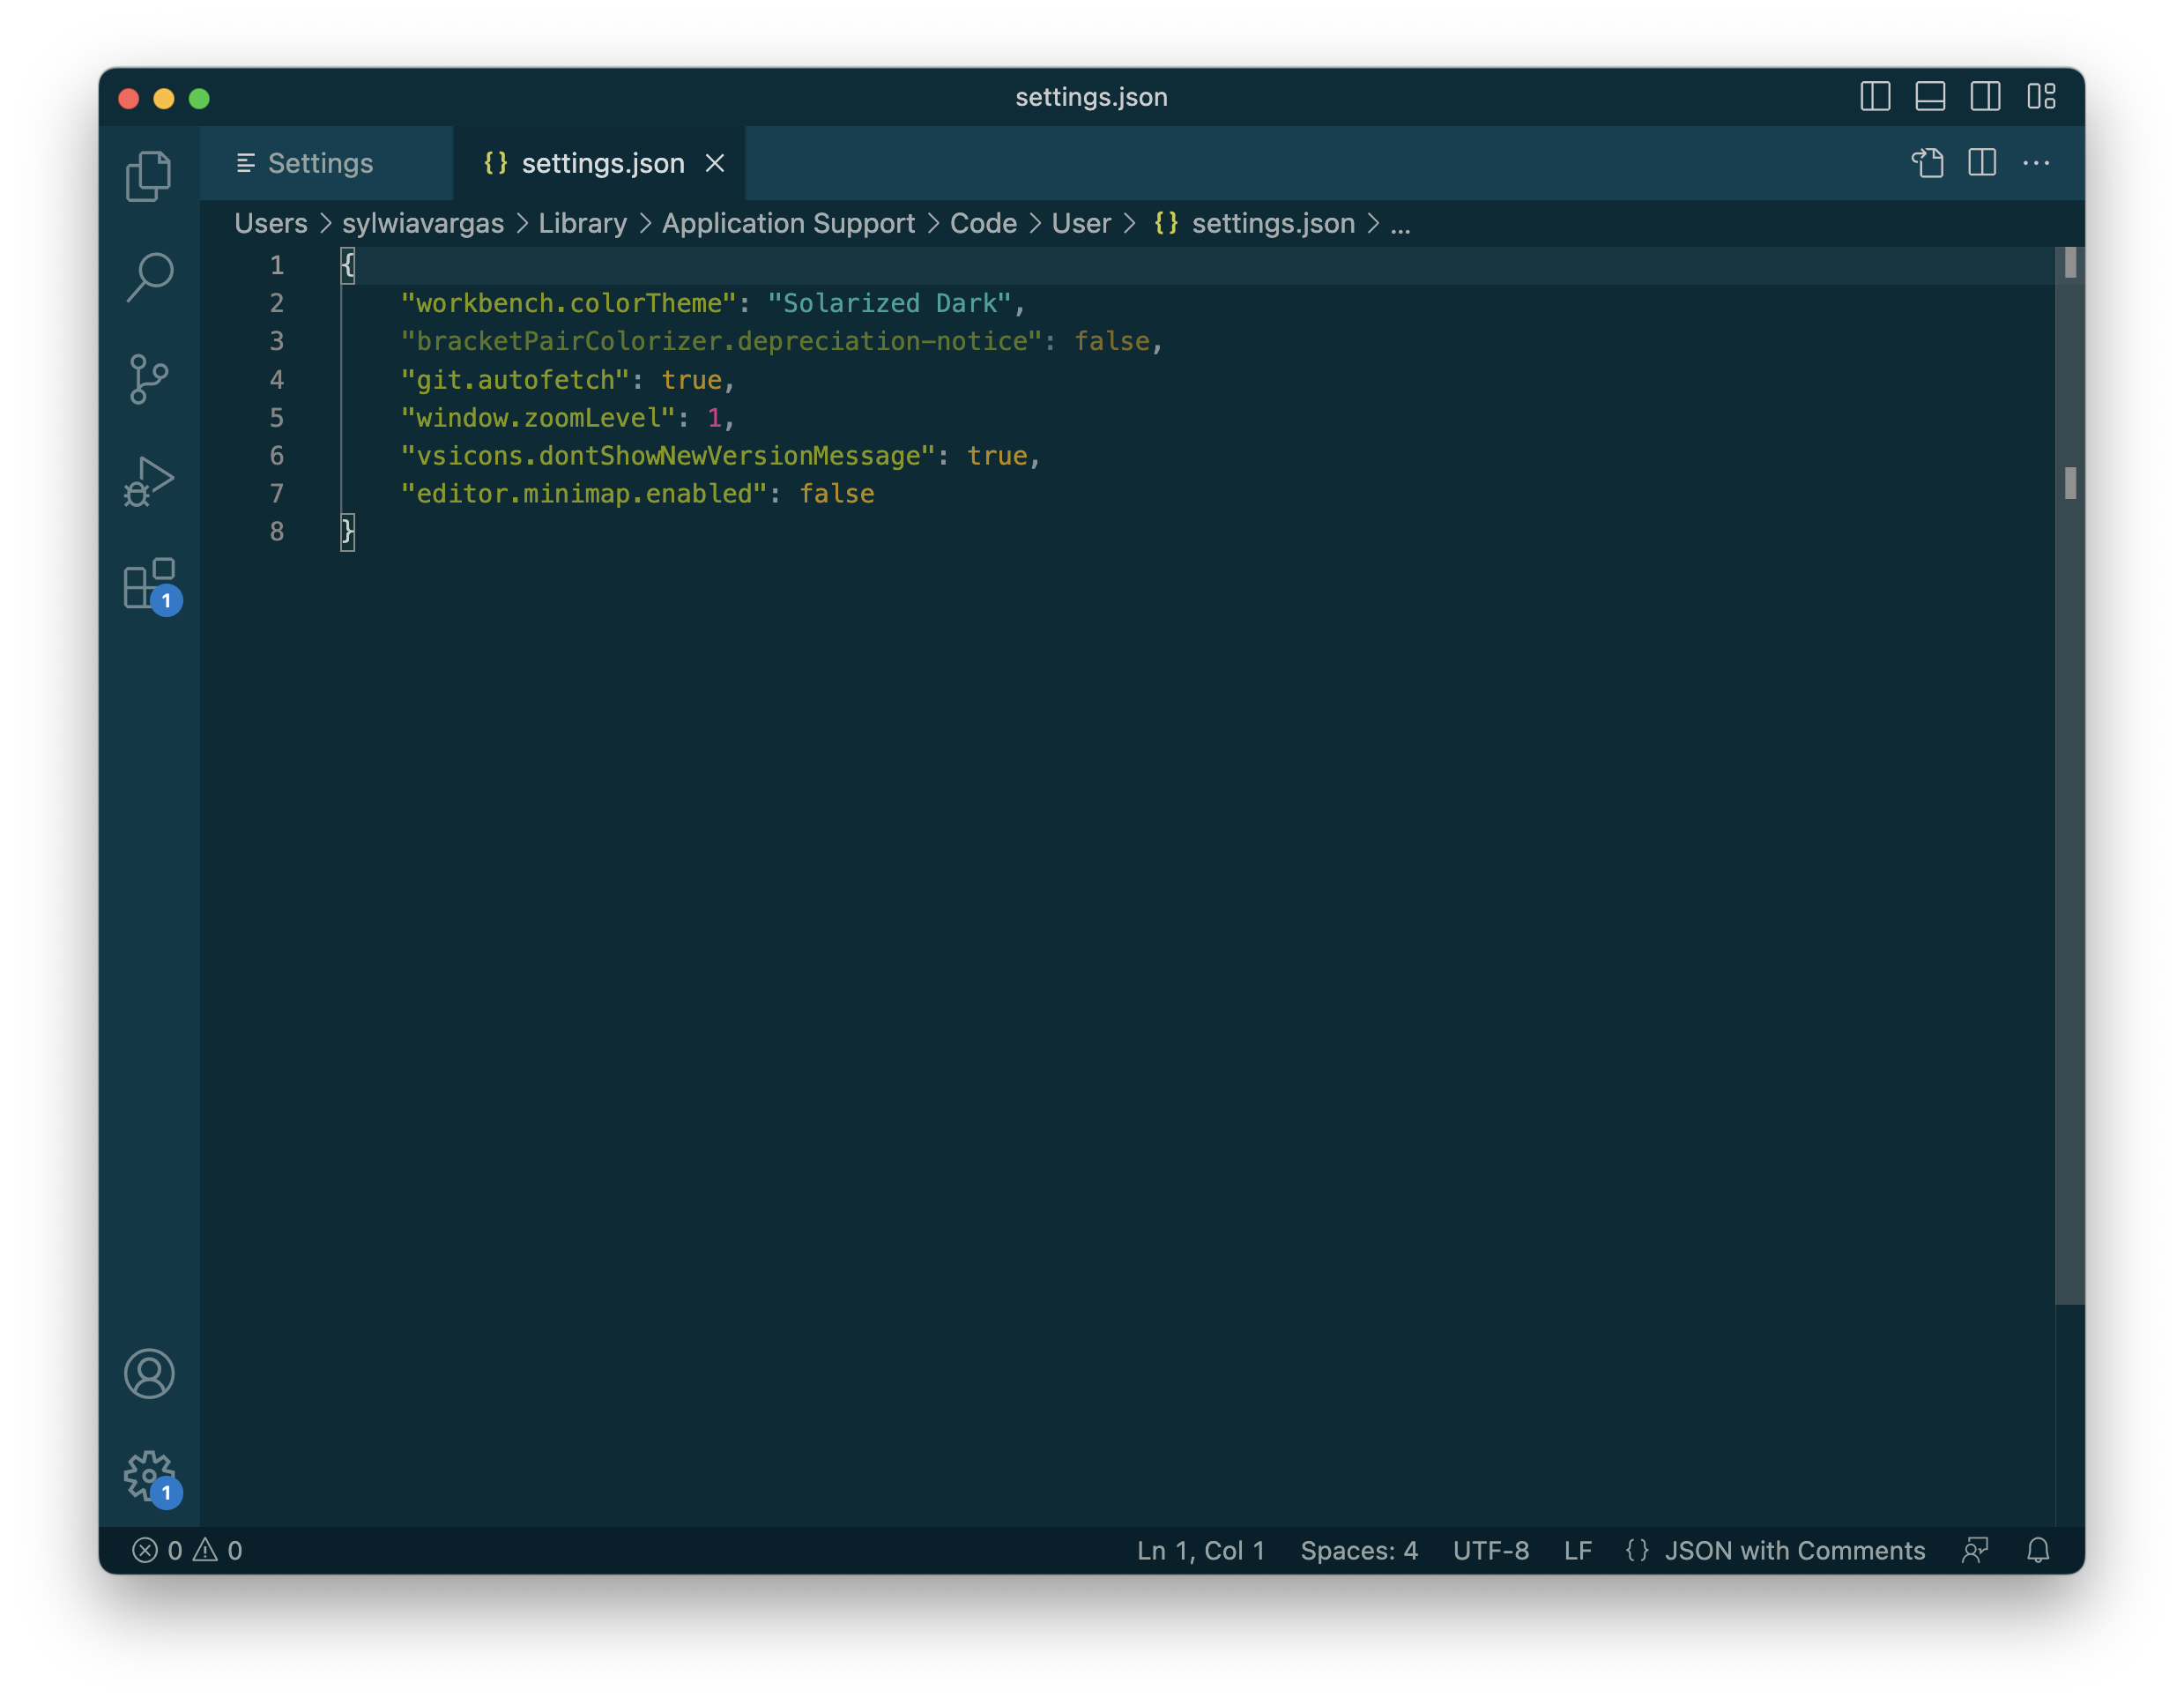 settings.json
Settings
{} settings.json
Users > sylwiavargas > Library > Application Support > Code > User > {} settings.json > ...
1 {
2 "workbench.colorTheme": "Solarized Dark",
3 "bracketPairColorizer.depreciation-notice": false,
4 "git.autofetch": true,
5 "window.zoomLevel": 1,
6 "vsicons.dontShowNewVersionMessage": true,
7 "editor.minimap.enabled": false
8 }
1
1
0 0 Ln 1, Col 1 Spaces: 4 UTF-8 LF {} JSON with Comments